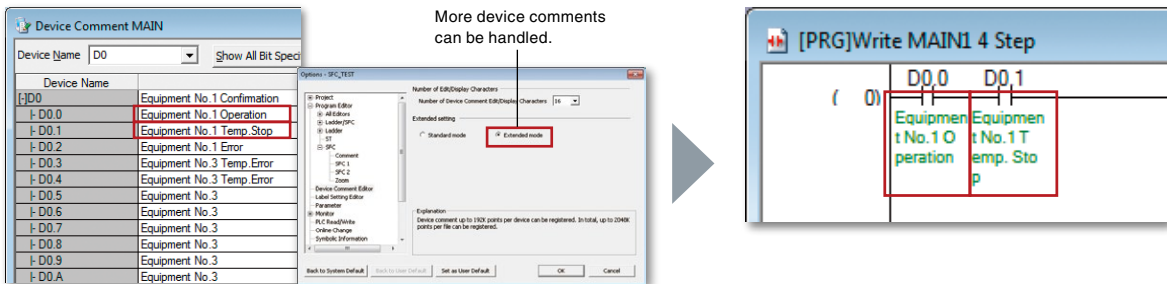 More device comments
can be handled.
Device Comment MAIN
Device Name D0 Show All Bit Speci
Device Name
[-]D0 Equipment No.1 Confirmation
|- D0.0 Equipment No.1 Operation
|- D0.1 Equipment No.1 Temp.Stop
|- D0.2 Equipment No.1 Error
|- D0.3 Equipment No.3 Temp.Error
|- D0.4 Equipment No.3 Temp.Error
|- D0.5 Equipment No.3
|- D0.6 Equipment No.3
|- D0.7 Equipment No.3
|- D0.8 Equipment No.3
|- D0.9 Equipment No.3
|- D0.A Equipment No.3
Options - SFC_TEST
Project
Program Editor
All Editors
Ladder/SFC
Ladder
ST
SFC
Comment
SFC 1
SFC 2
Zoom
Device Comment Editor
Label Setting Editor
Parameter
Monitor
PLC Read/Write
Online Change
Symbolic Information
Number of Edit/Display Characters
Number of Device Comment Edit/Display Characters 16
Extended setting
Standard mode Extended mode
Explanation
Device comment up to 192K points per device can be registered. In total, up to 2048K
points per file can be registered.
Back to System Default Back to User Default Set as User Default OK Cancel
[PRG]Write MAIN1 4 Step
D0.0 D0.1
( 0)
Equipmen Equipmen
t No.1 O t No.1 T
peration emp. Sto
p